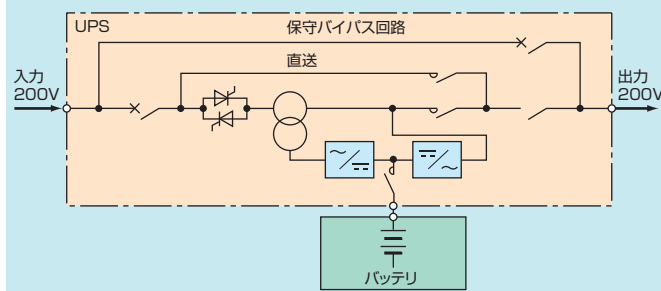 UPS
保守バイパス回路
直送
入力
200V
出力
200V
バッテリ